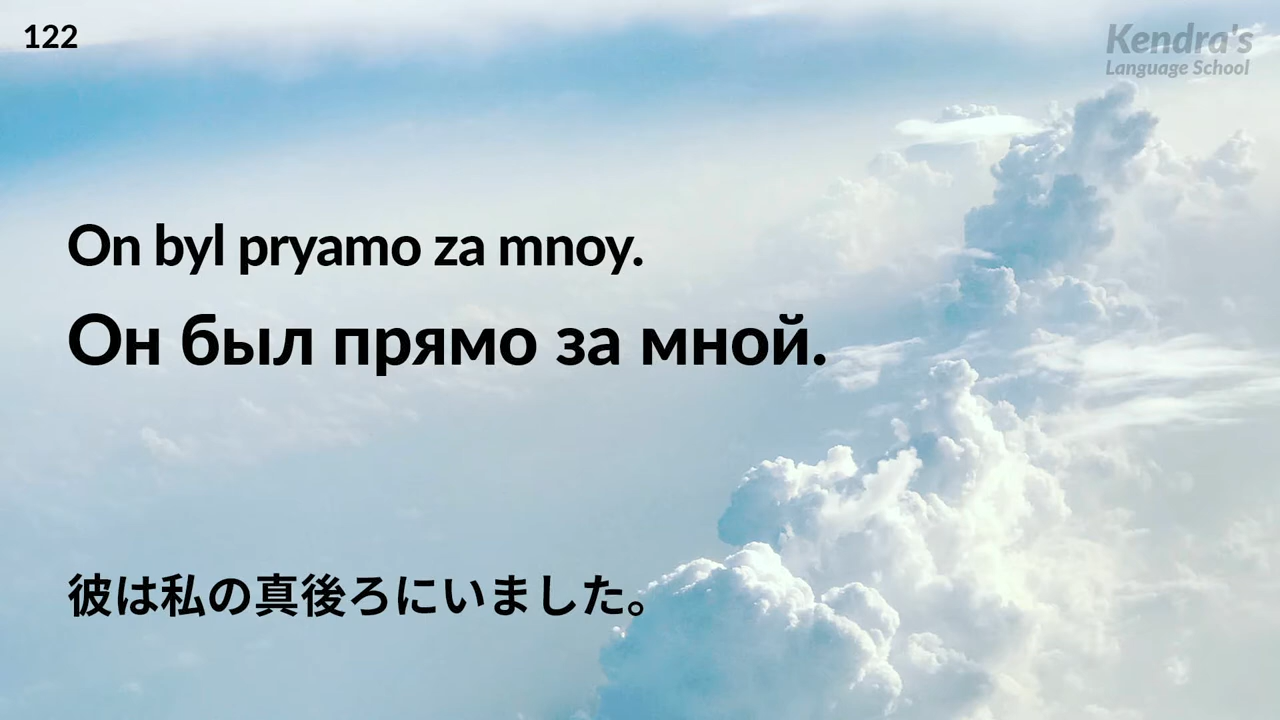 122
Kendra's
Language School
On byl pryamo za mnoy.
Он был прямо за мной.
彼は私の真後ろにいました。